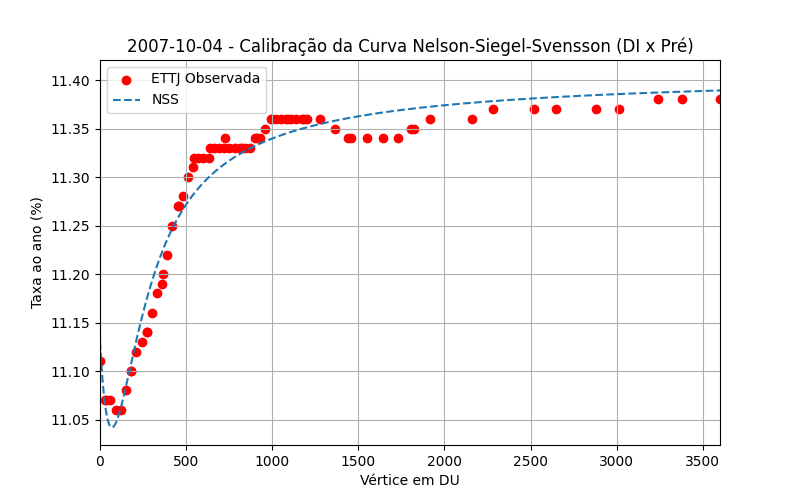 2007-10-04 - Calibração da Curva Nelson-Siegel-Svensson (DI x Pré)
ETTJ Observada
NSS
Taxa ao ano (%)
11.40
11.35
11.30
11.25
11.20
11.15
11.10
11.05
0 500 1000 1500 2000 2500 3000 3500
Vértice em DU